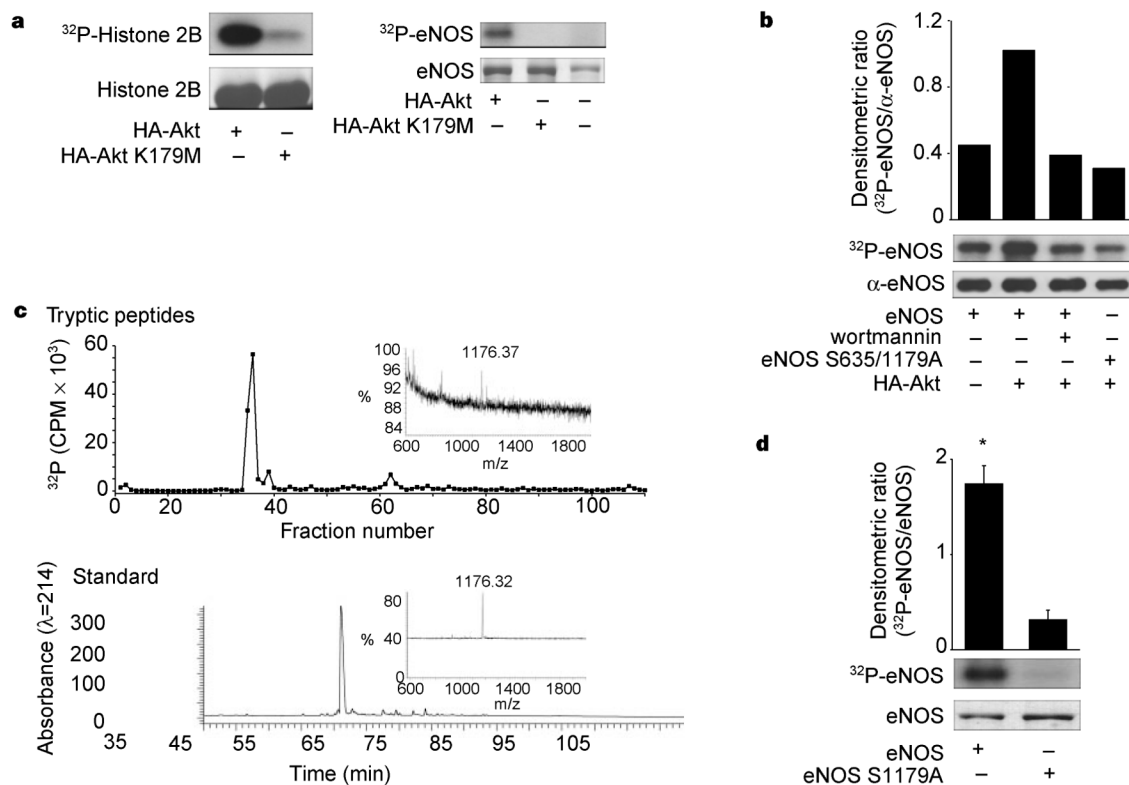 a
³²P-Histone 2B
Histone 2B
HA-Akt + –
HA-Akt K179M – +
³²P-eNOS
eNOS
HA-Akt + – –
HA-Akt K179M – + –
b
Densitometric ratio
(³²P-eNOS/α-eNOS)
1.2
0.8
0.4
0
³²P-eNOS
α-eNOS
eNOS + + + –
wortmannin – – + –
eNOS S635/1179A – – – +
HA-Akt – + + +
c Tryptic peptides
³²P (CPM × 10³)
60
40
20
0
0 20 40 60 80 100
Fraction number
1176.37
%
100
96
92
88
84
600 1000 1400 1800
m/z
Standard
Absorbance (λ=214)
300
200
100
0
35 45 55 65 75 85 95 105
Time (min)
1176.32
%
80
40
0
600 1000 1400 1800
m/z
d
*
Densitometric ratio
(³²P-eNOS/eNOS)
2
1
0
³²P-eNOS
eNOS
eNOS + –
eNOS S1179A – +